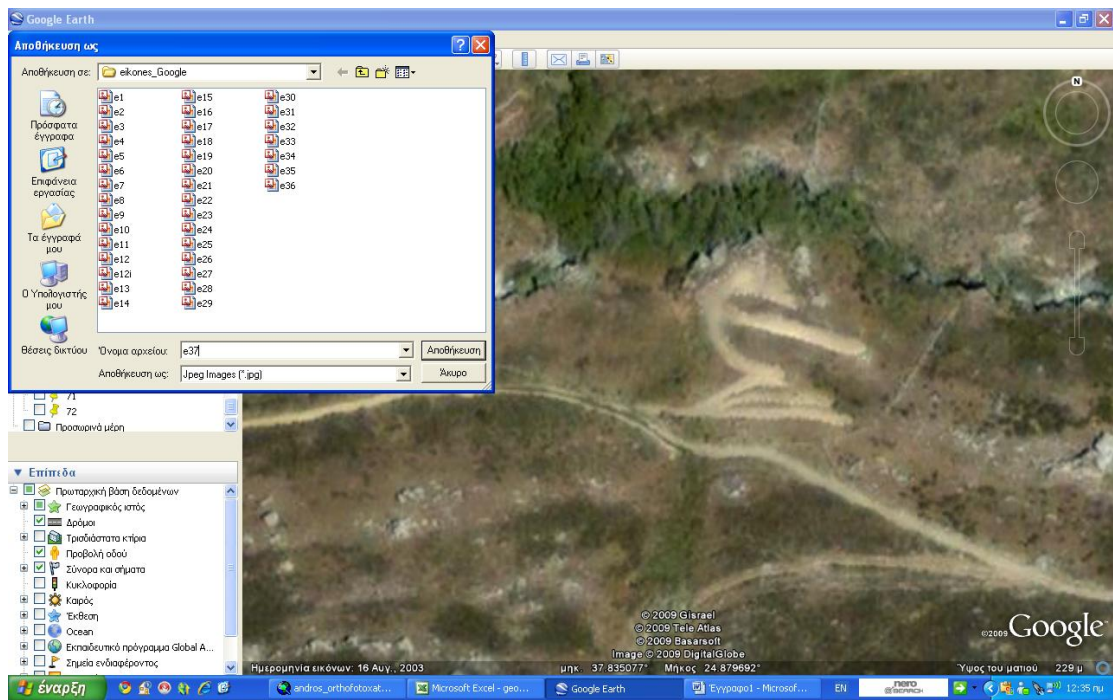 Google Earth
Αποθήκευση ως
Αποθήκευση σε:
eikones_Google
Πρόσφατα έγγραφα
Επιφάνεια εργασίας
Τα έγγραφά μου
Ο Υπολογιστής μου
Θέσεις δικτύου
e1
e2
e3
e4
e5
e6
e7
e8
e9
e10
e11
e12
e12i
e13
e14
e15
e16
e17
e18
e19
e20
e21
e22
e23
e24
e25
e26
e27
e28
e29
e30
e31
e32
e33
e34
e35
e36
Όνομα αρχείου:
e37
Αποθήκευση
Αποθήκευση ως:
Jpeg Images (*.jpg)
Άκυρο
71
72
Προσωρινά μέρη
Επίπεδα
Πρωταρχική βάση δεδομένων
Γεωγραφικός ιστός
Δρόμοι
Τρισδιάστατα κτίρια
Προβολή οδού
Σύνορα και σήματα
Κυκλοφορία
Καιρός
Έκθεση
Ocean
Εκπαιδευτικό πρόγραμμα Global A...
Σημεία ενδιαφέροντος
N
© 2009 Gisrael
© 2009 Tele Atlas
© 2009 Basarsoft
Image © 2009 DigitalGlobe
©2009 Google
Ημερομηνία εικόνων: 16 Αυγ., 2003
μηκ 37.835077° Μήκος 24.879692°
Ύψος του ματιού 229 μ
έναρξη
andros_orthofotoxat...
Microsoft Excel - geo...
Google Earth
Έγγραφο1 - Microsof...
EN
nero
SEARCH
12:35 πμ